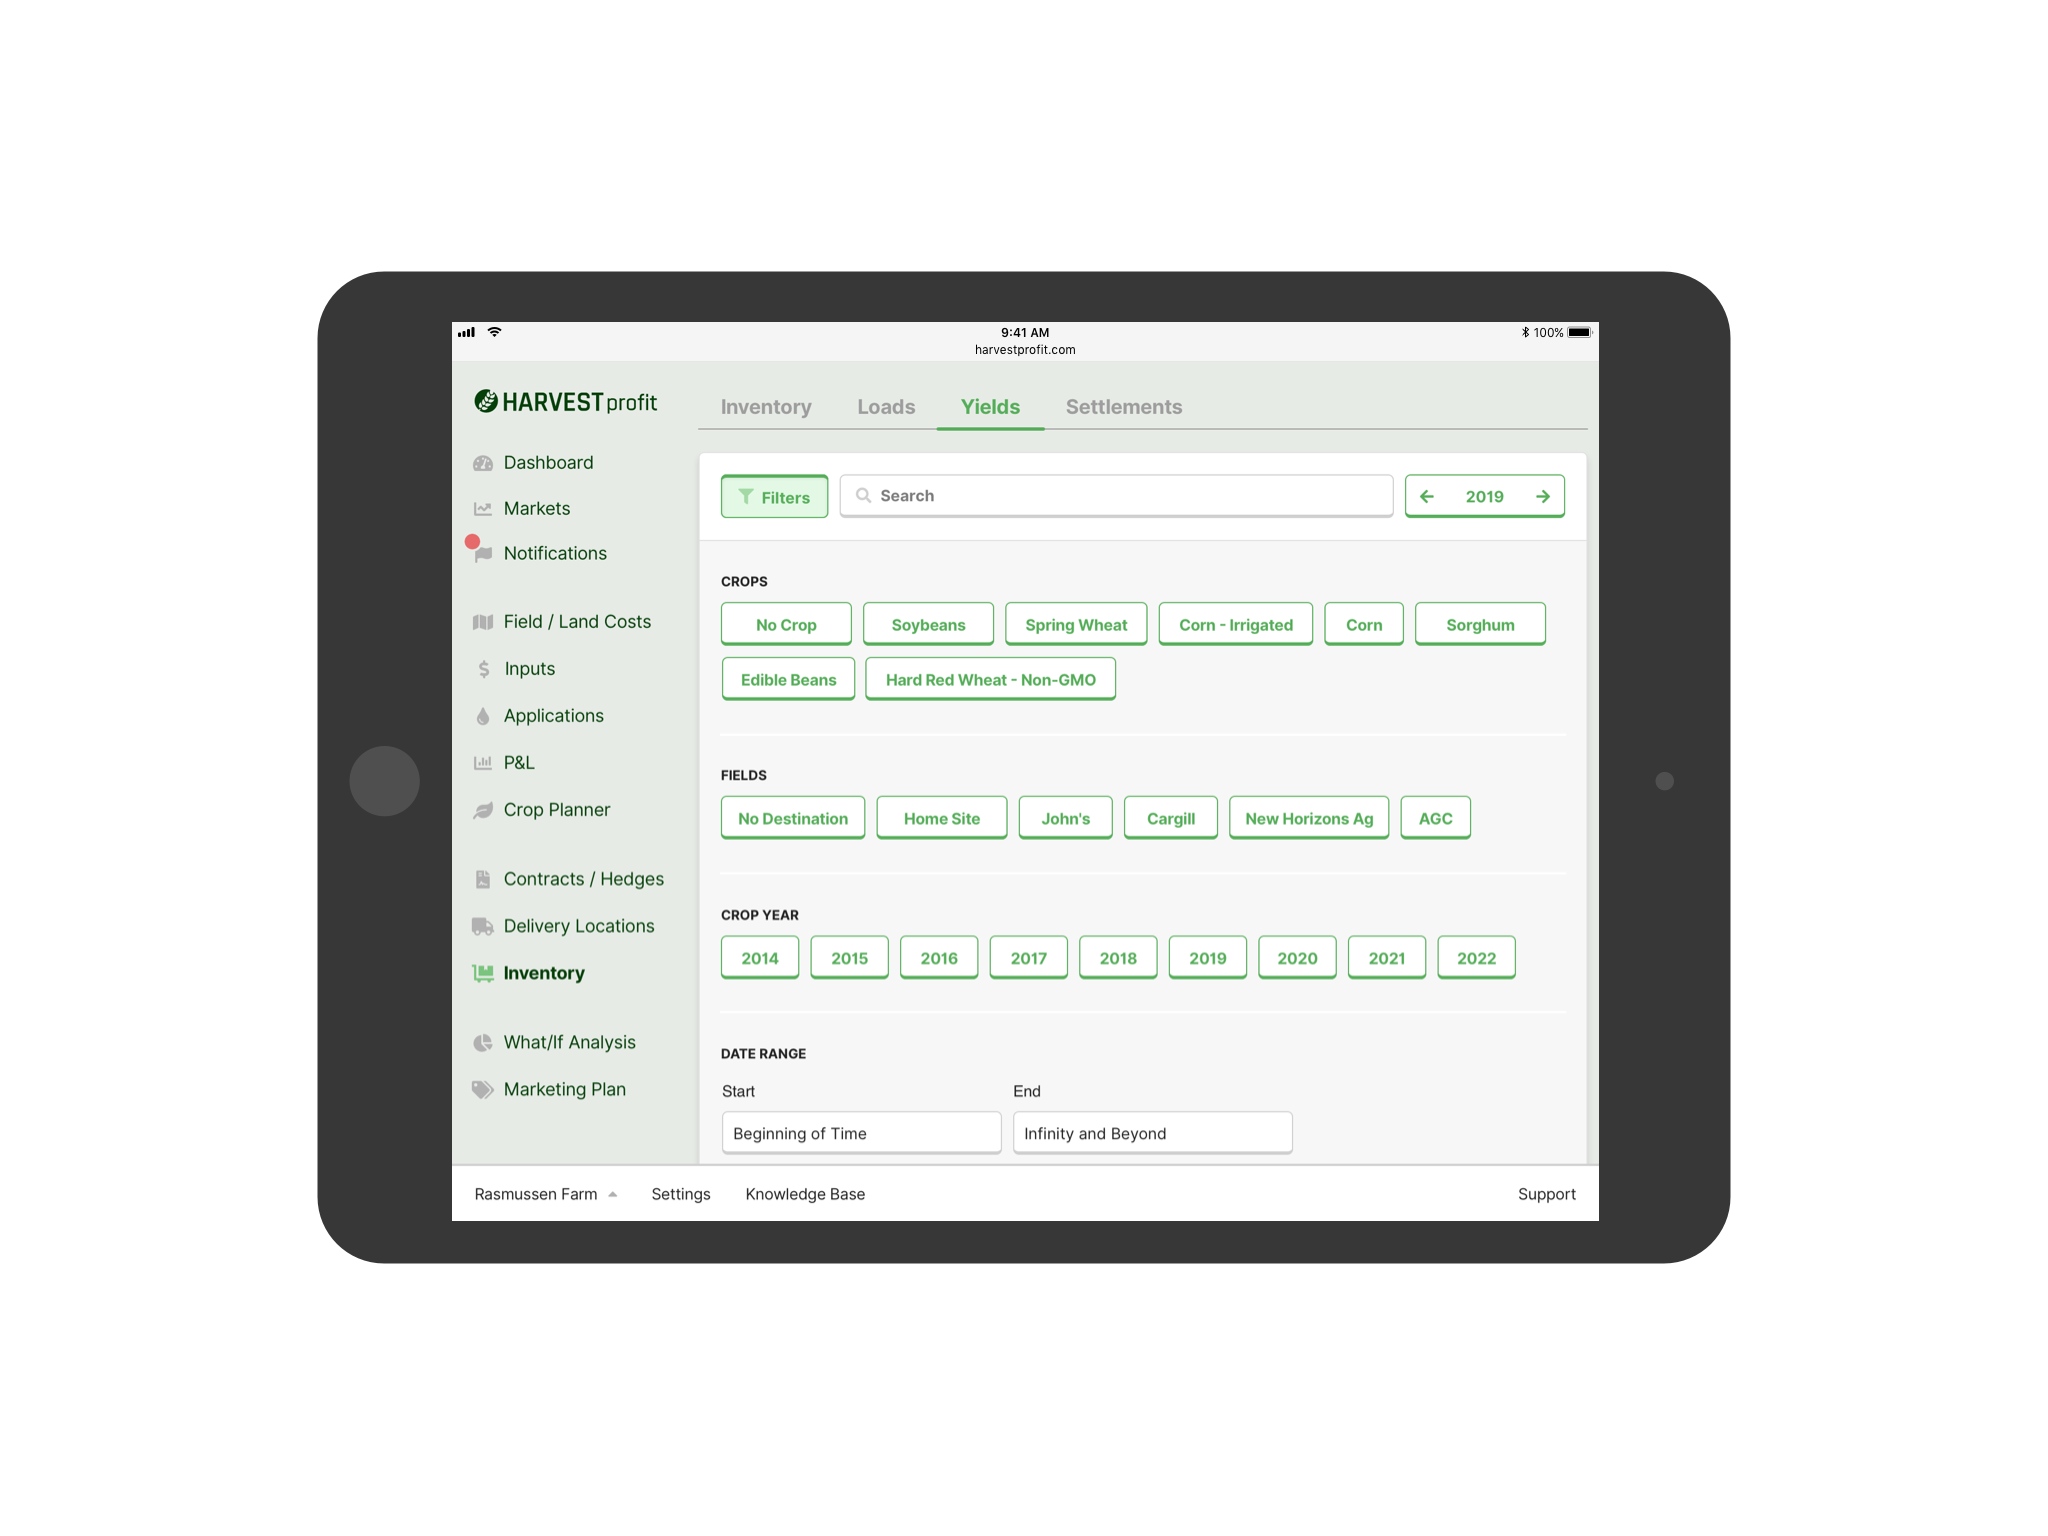 9:41 AM
100%
harvestprofit.com
HARVEST profit
Inventory Loads Yields Settlements
Dashboard
Markets
Notifications
Field / Land Costs
Inputs
Applications
P&L
Crop Planner
Contracts / Hedges
Delivery Locations
Inventory
What/If Analysis
Marketing Plan
Filters Search 2019
CROPS
No Crop Soybeans Spring Wheat Corn - Irrigated Corn Sorghum
Edible Beans Hard Red Wheat - Non-GMO
FIELDS
No Destination Home Site John's Cargill New Horizons Ag AGC
CROP YEAR
2014 2015 2016 2017 2018 2019 2020 2021 2022
DATE RANGE
Start End
Beginning of Time Infinity and Beyond
Rasmussen Farm Settings Knowledge Base Support